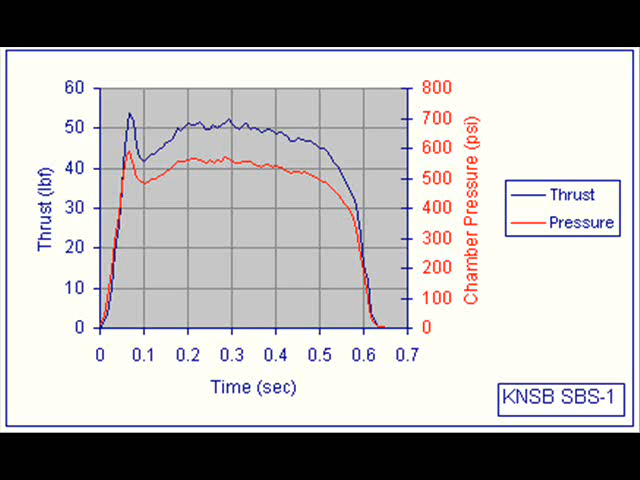 60
50
40
30
20
10
0
Thrust (lbf)
800
700
600
500
400
300
200
100
0
Chamber Pressure (psi)
0 0.1 0.2 0.3 0.4 0.5 0.6 0.7
Time (sec)
Thrust
Pressure
KNSB SBS-1